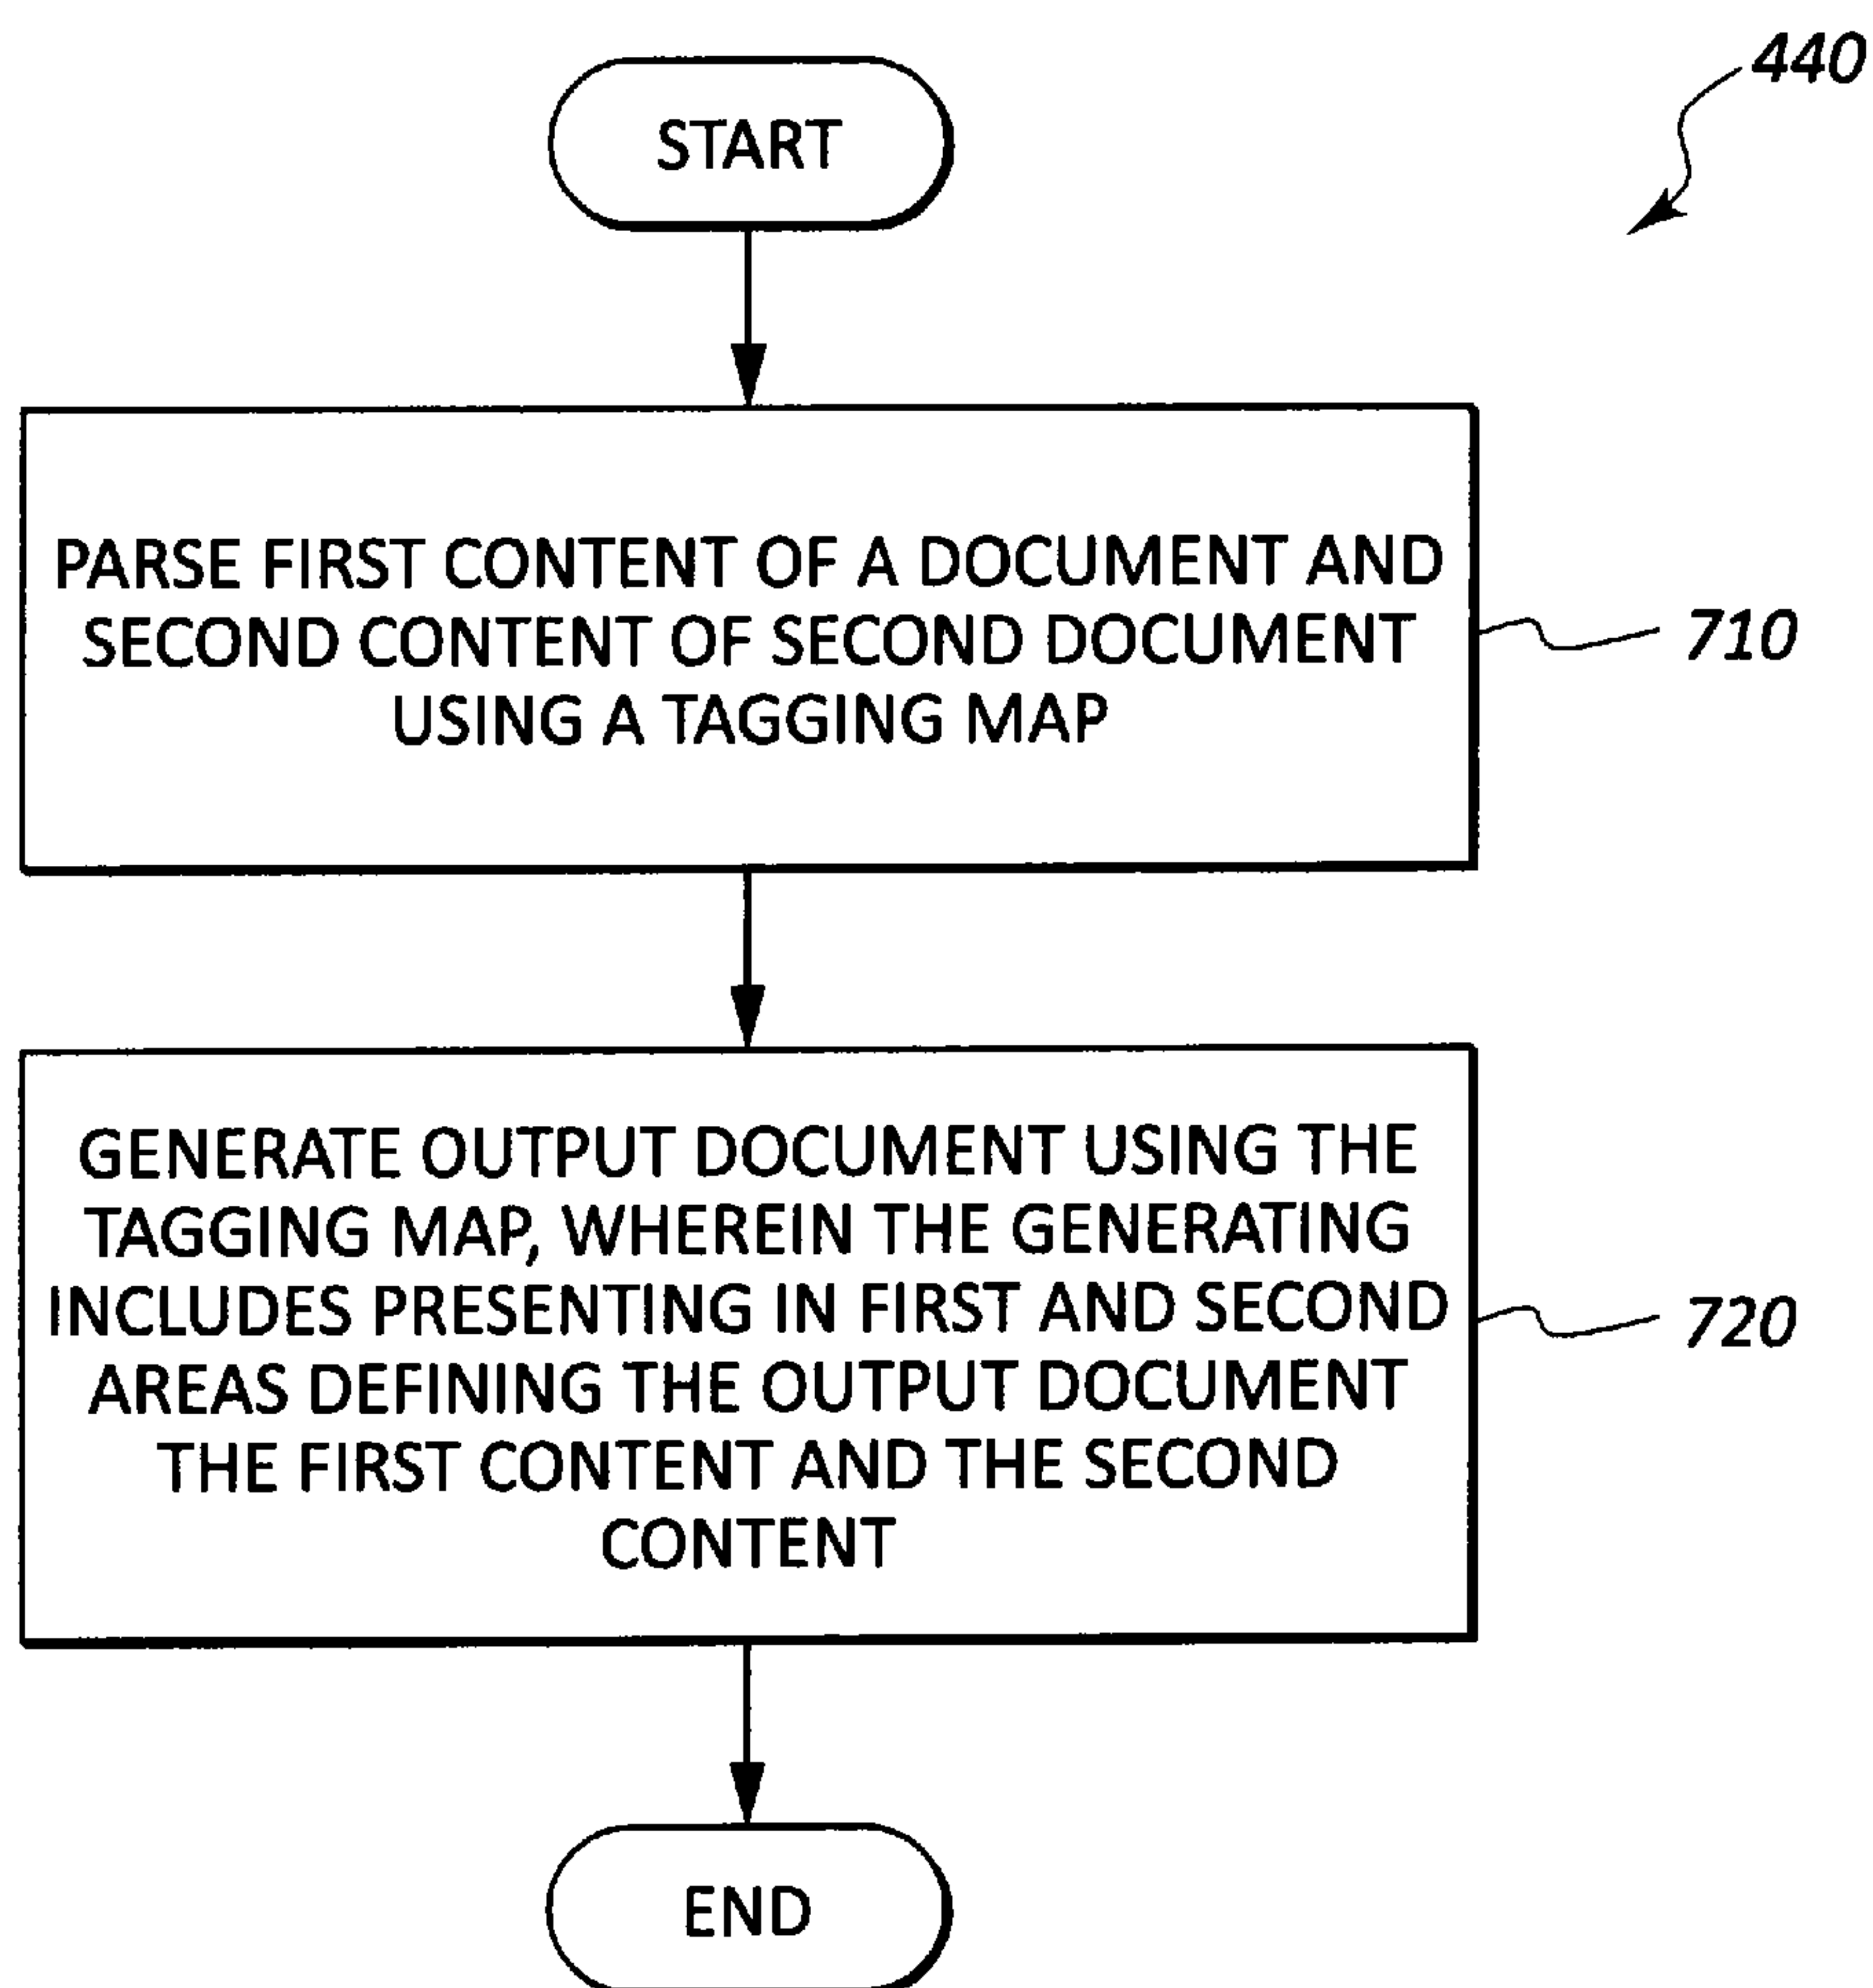 440
START
PARSE FIRST CONTENT OF A DOCUMENT AND
SECOND CONTENT OF SECOND DOCUMENT
USING A TAGGING MAP
710
GENERATE OUTPUT DOCUMENT USING THE
TAGGING MAP, WHEREIN THE GENERATING
INCLUDES PRESENTING IN FIRST AND SECOND
AREAS DEFINING THE OUTPUT DOCUMENT
THE FIRST CONTENT AND THE SECOND
CONTENT
720
END